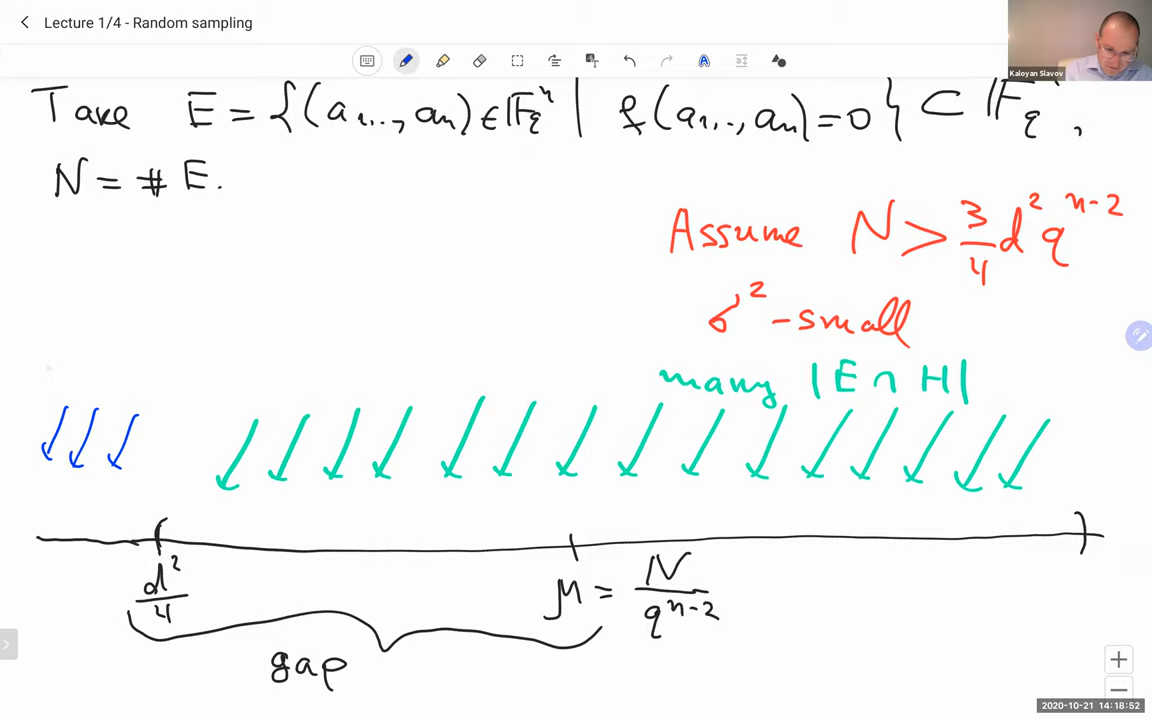 Lecture 1/4 - Random sampling
Kaloyan Slavov
Take E = {(a₁,..., aₙ) ∈ 𝔽_q^n | f(a₁,.., aₙ) = 0} ⊂ 𝔽_q^n,
N = # E.
Assume N > 3/4 d² q^{n-2}
σ² - small
many |E ∩ H|
d²/4
μ = N/q^{n-2}
gap
2020-10-21 14:18:52